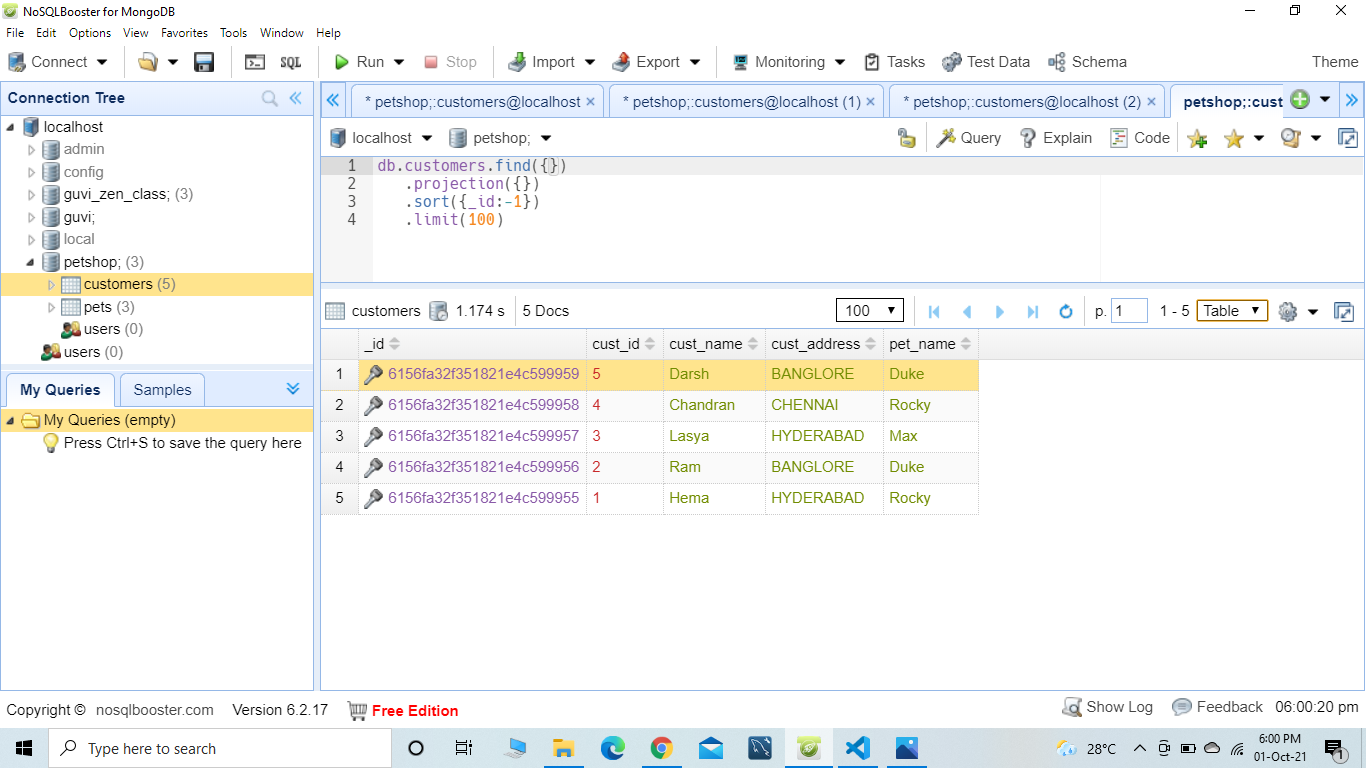 NoSQLBooster for MongoDB
File Edit Options View Favorites Tools Window Help
Connect SQL Run Stop Import Export Monitoring Tasks Test Data Schema Theme
Connection Tree
localhost
admin
config
guvi_zen_class; (3)
guvi;
local
petshop; (3)
customers (5)
pets (3)
users (0)
users (0)
My Queries Samples
My Queries (empty)
Press Ctrl+S to save the query here
* petshop;:customers@localhost × * petshop;:customers@localhost (1) × * petshop;:customers@localhost (2) × petshop;:cust
localhost petshop; Query Explain Code
1 db.customers.find({})
2 .projection({})
3 .sort({_id:-1})
4 .limit(100)
customers 1.174 s 5 Docs 100 p. 1 1 - 5 Table
_id cust_id cust_name cust_address pet_name
1 6156fa32f351821e4c599959 5 Darsh BANGLORE Duke
2 6156fa32f351821e4c599958 4 Chandran CHENNAI Rocky
3 6156fa32f351821e4c599957 3 Lasya HYDERABAD Max
4 6156fa32f351821e4c599956 2 Ram BANGLORE Duke
5 6156fa32f351821e4c599955 1 Hema HYDERABAD Rocky
Copyright © nosqlbooster.com Version 6.2.17 Free Edition Show Log Feedback 06:00:20 pm
Type here to search 28°C 6:00 PM
01-Oct-21 1